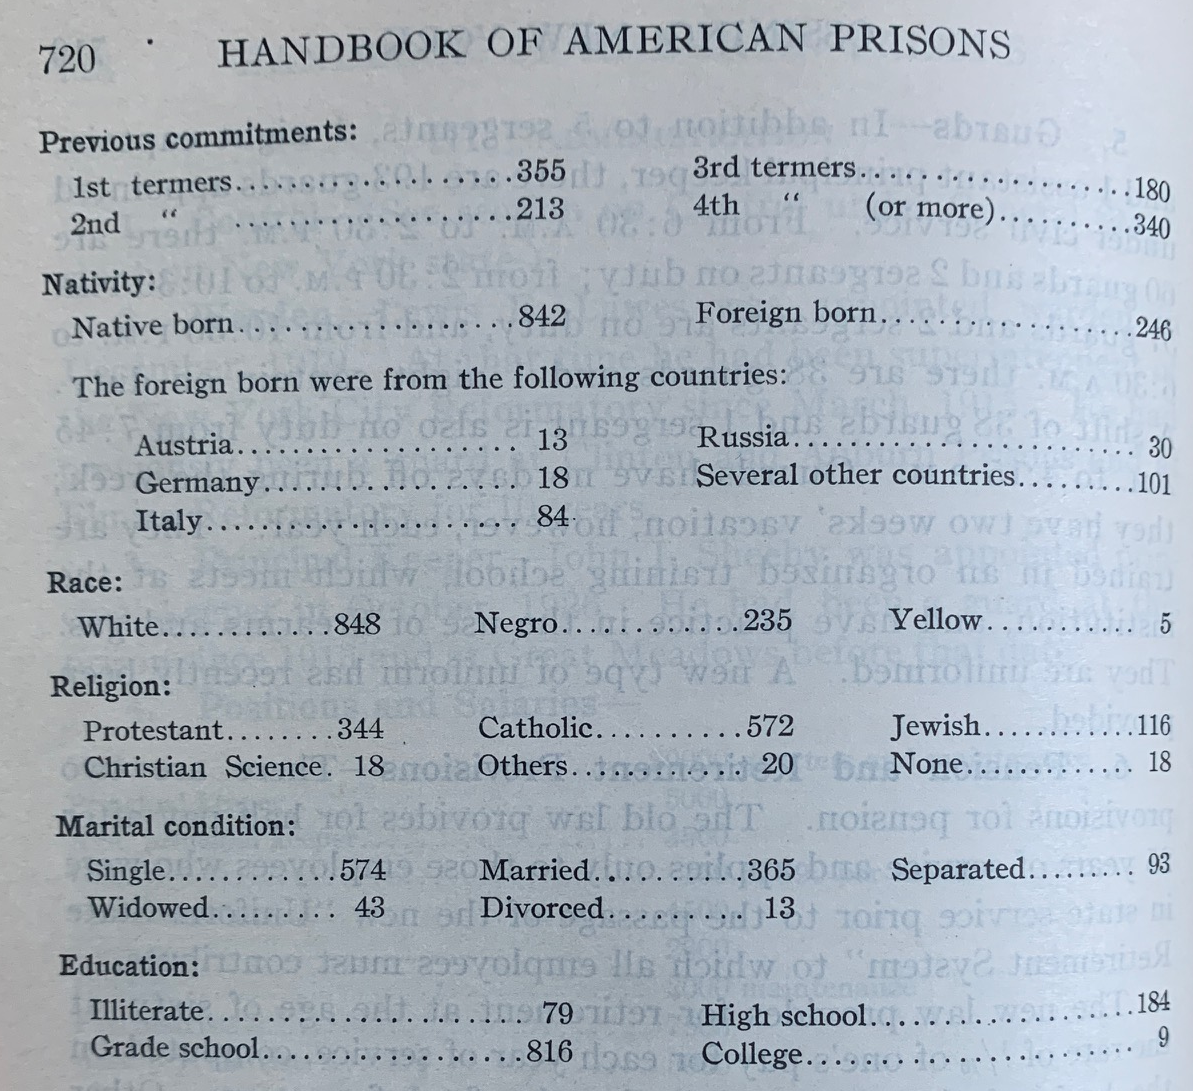 720 HANDBOOK OF AMERICAN PRISONS
Previous commitments:
1st termers....................355 3rd termers....................180
2nd “ ....................213 4th “ (or more)..........340
Nativity:
Native born....................842 Foreign born....................246
The foreign born were from the following countries:
Austria.................... 13 Russia.................... 30
Germany.................... 18 Several other countries.........101
Italy.................... 84
Race:
White............848 Negro............235 Yellow............ 5
Religion:
Protestant........344 Catholic..........572 Jewish............116
Christian Science. 18 Others............ 20 None............ 18
Marital condition:
Single............574 Married..........365 Separated........ 93
Widowed......... 43 Divorced......... 13
Education:
Illiterate.................... 79 High school....................184
Grade school..................816 College.................... 9